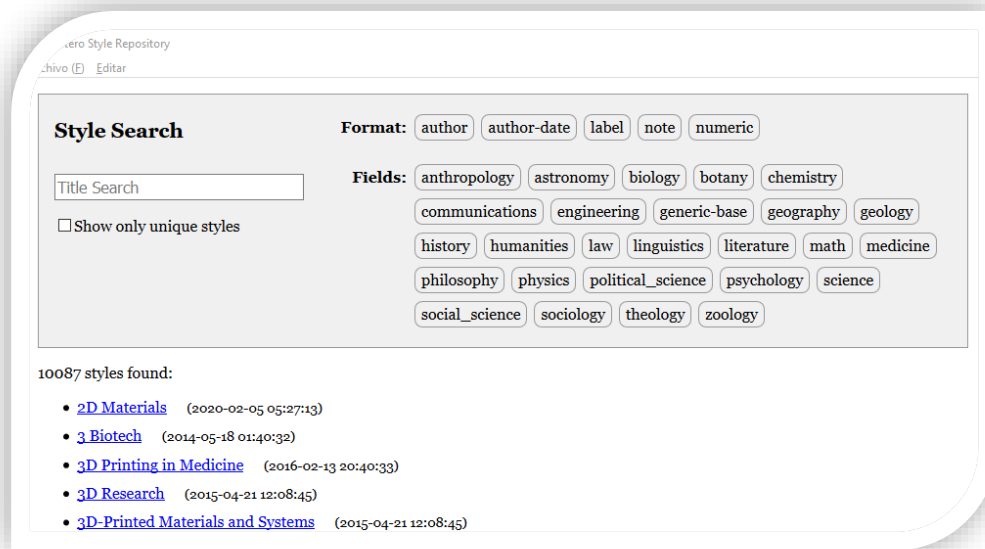 tero Style Repository
chivo (F) Editar
Style Search
Format: author author-date label note numeric
Title Search
Fields: anthropology astronomy biology botany chemistry
Show only unique styles
communications engineering generic-base geography geology
history humanities law linguistics literature math medicine
philosophy physics political_science psychology science
social_science sociology theology zoology
10087 styles found:
• 2D Materials (2020-02-05 05:27:13)
• 3 Biotech (2014-05-18 01:40:32)
• 3D Printing in Medicine (2016-02-13 20:40:33)
• 3D Research (2015-04-21 12:08:45)
• 3D-Printed Materials and Systems (2015-04-21 12:08:45)